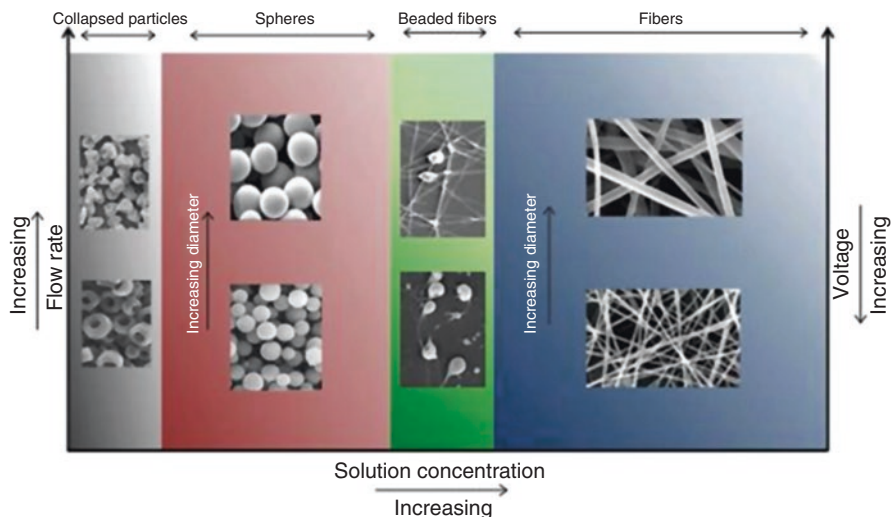 Collapsed particles
Spheres
Beaded fibers
Fibers
Increasing
Flow rate
Increasing diameter
Increasing diameter
Voltage
Increasing
Solution concentration
Increasing